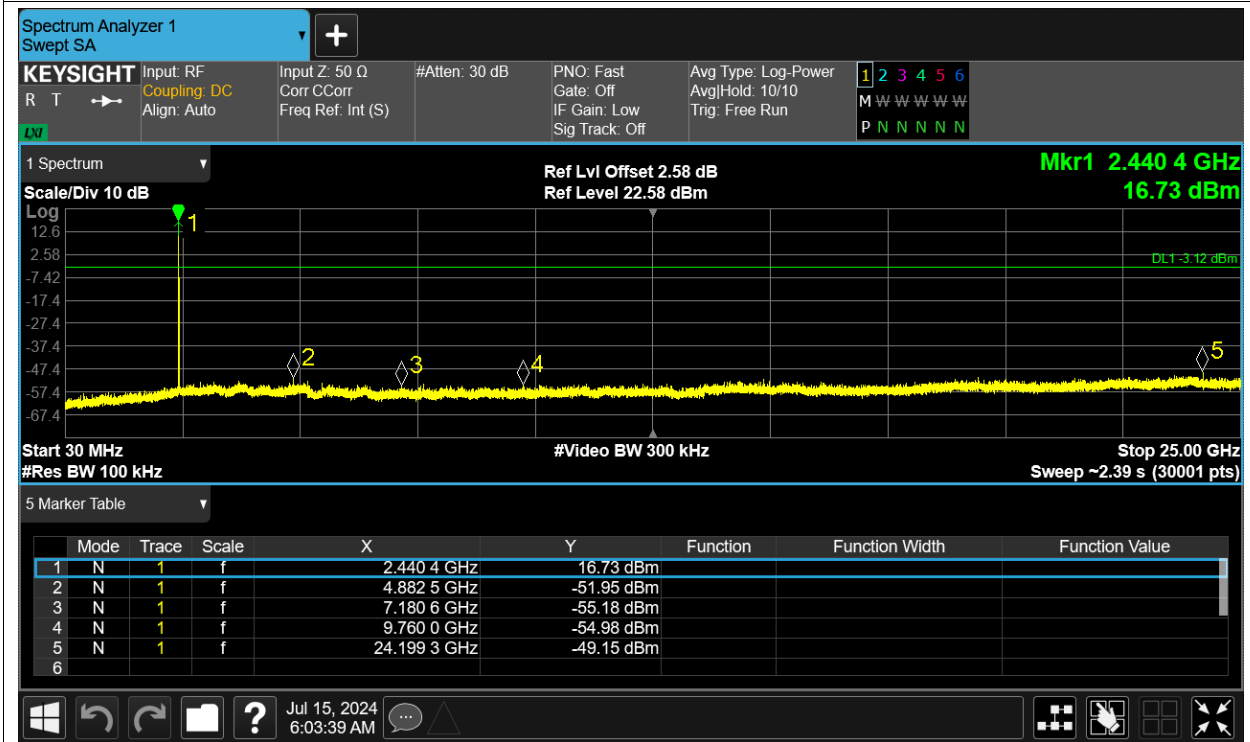 Spectrum Analyzer 1
Swept SA
+
KEYSIGHT
R T
LXI
Input: RF
Coupling: DC
Align: Auto
Input Z: 50 Ω
Corr CCorr
Freq Ref: Int (S)
#Atten: 30 dB
PNO: Fast
Gate: Off
IF Gain: Low
Sig Track: Off
Avg Type: Log-Power
Avg|Hold: 10/10
Trig: Free Run
1 2 3 4 5 6
M W W W W W
P N N N N N
1 Spectrum
Scale/Div 10 dB
Ref Lvl Offset 2.58 dB
Ref Level 22.58 dBm
Mkr1 2.440 4 GHz
16.73 dBm
Log
12.6
2.58
-7.42
-17.4
-27.4
-37.4
-47.4
-57.4
-67.4
1
2
3
4
5
DL1 -3.12 dBm
Start 30 MHz
#Video BW 300 kHz
Stop 25.00 GHz
#Res BW 100 kHz
Sweep ~2.39 s (30001 pts)
5 Marker Table
Mode Trace Scale X Y Function Function Width Function Value
1 N 1 f 2.440 4 GHz 16.73 dBm
2 N 1 f 4.882 5 GHz -51.95 dBm
3 N 1 f 7.180 6 GHz -55.18 dBm
4 N 1 f 9.760 0 GHz -54.98 dBm
5 N 1 f 24.199 3 GHz -49.15 dBm
6
?
Jul 15, 2024
6:03:39 AM